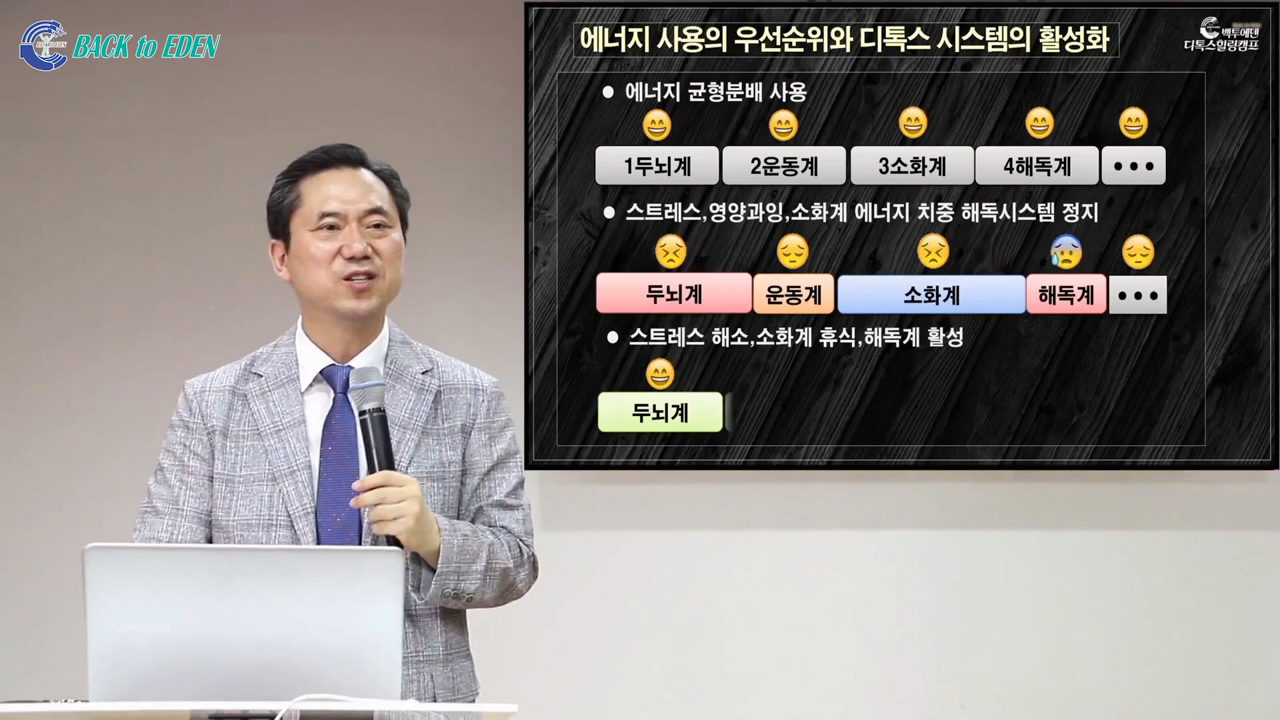 BACK to EDEN
에너지 사용의 우선순위와 디톡스 시스템의 활성화
백투에덴
디톡스힐링캠프
● 에너지 균형분배 사용
1두뇌계 2운동계 3소화계 4해독계 •••
● 스트레스,영양과잉,소화계 에너지 치중 해독시스템 정지
두뇌계 운동계 소화계 해독계 •••
● 스트레스 해소,소화계 휴식,해독계 활성
두뇌계